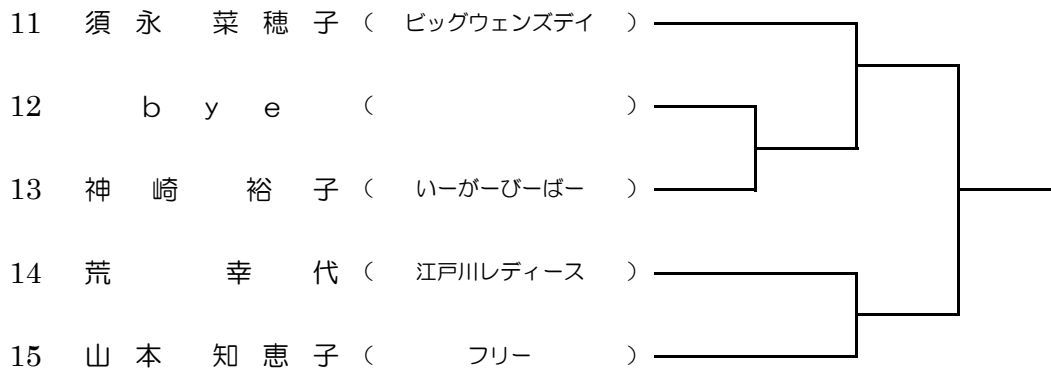 11 須永 菜穂子 （ ビッグウェンズデイ ）
12 ｂｙｅ （ ）
13 神崎 裕子 （ いーがーびーばー ）
14 荒 幸代 （ 江戸川レディース ）
15 山本 知恵子 （ フリー ）